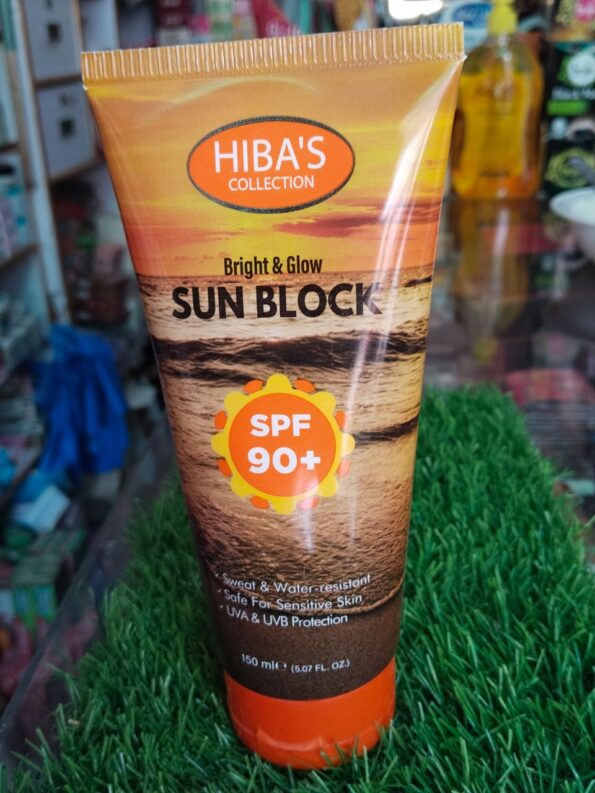 HIBA'S
COLLECTION
Bright & Glow
SUN BLOCK
SPF
90+
✓ Sweat & Water-resistant
✓ Safe For Sensitive Skin
✓ UVA & UVB Protection
150 ml ℮ (5.07 FL. OZ.)